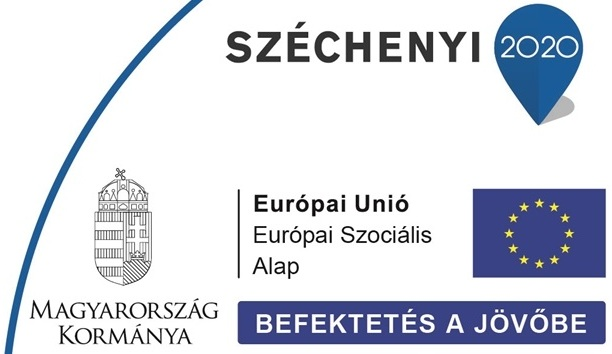 SZÉCHENYI 2020
Európai Unió
Európai Szociális
Alap
MAGYARORSZÁG
KORMÁNYA
BEFEKTETÉS A JÖVŐBE